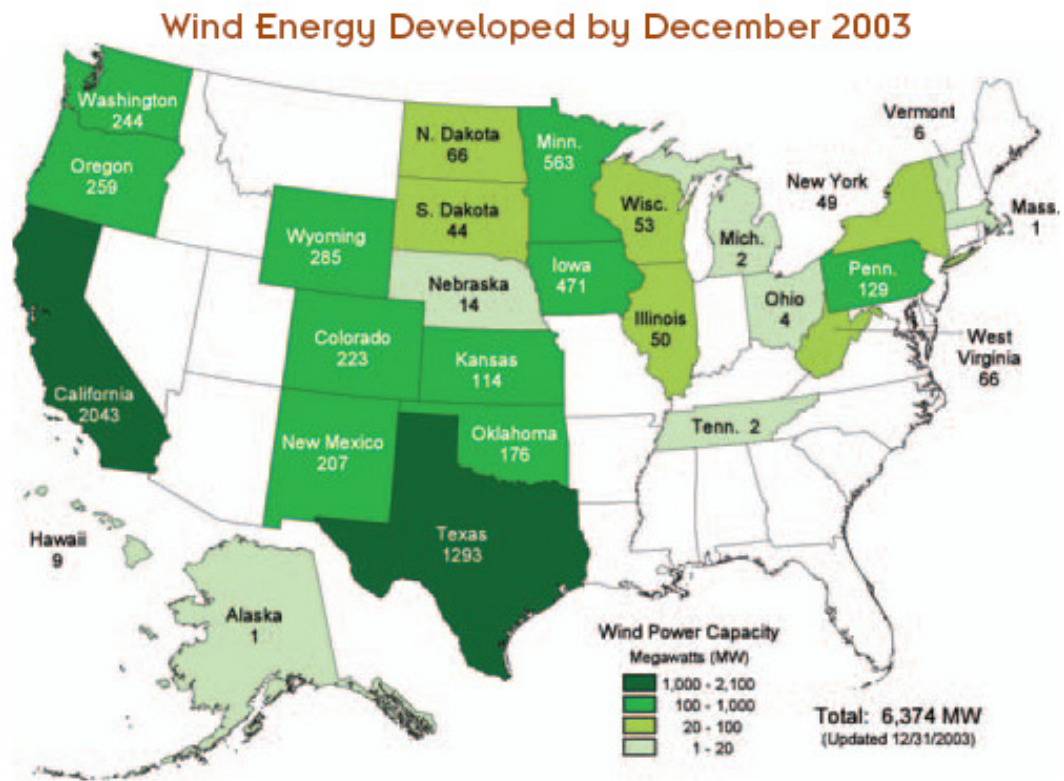 Wind Energy Developed by December 2003
Washington
244
Oregon
259
California
2043
Wyoming
285
Colorado
223
New Mexico
207
N. Dakota
66
S. Dakota
44
Nebraska
14
Kansas
114
Oklahoma
176
Texas
1293
Minn.
563
Iowa
471
Wisc.
53
Illinois
50
Mich.
2
Ohio
4
Tenn. 2
Vermont
6
New York
49
Mass.
1
Penn.
129
West
Virginia
66
Hawaii
9
Alaska
1
Wind Power Capacity
Megawatts (MW)
1,000 - 2,100
100 - 1,000
20 - 100
1 - 20
Total: 6,374 MW
(Updated 12/31/2003)